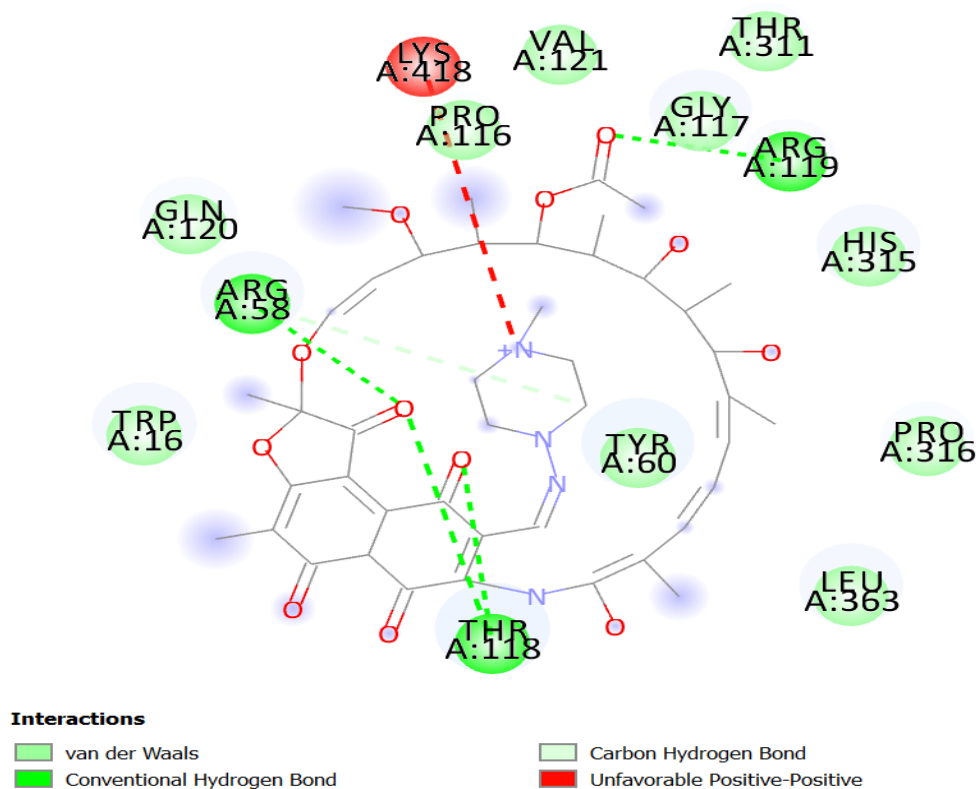 LYS
A:418
VAL
A:121
THR
A:311
PRO
A:116
GLY
A:117
ARG
A:119
O
O
GLN
A:120
O
O
HIS
A:315
ARG
A:58
O
+N
O
O
TRP
A:16
O
O
N
TYR
A:60
PRO
A:316
N
O
O
N
LEU
A:363
O
THR
A:118
Interactions
van der Waals
Conventional Hydrogen Bond
Carbon Hydrogen Bond
Unfavorable Positive-Positive